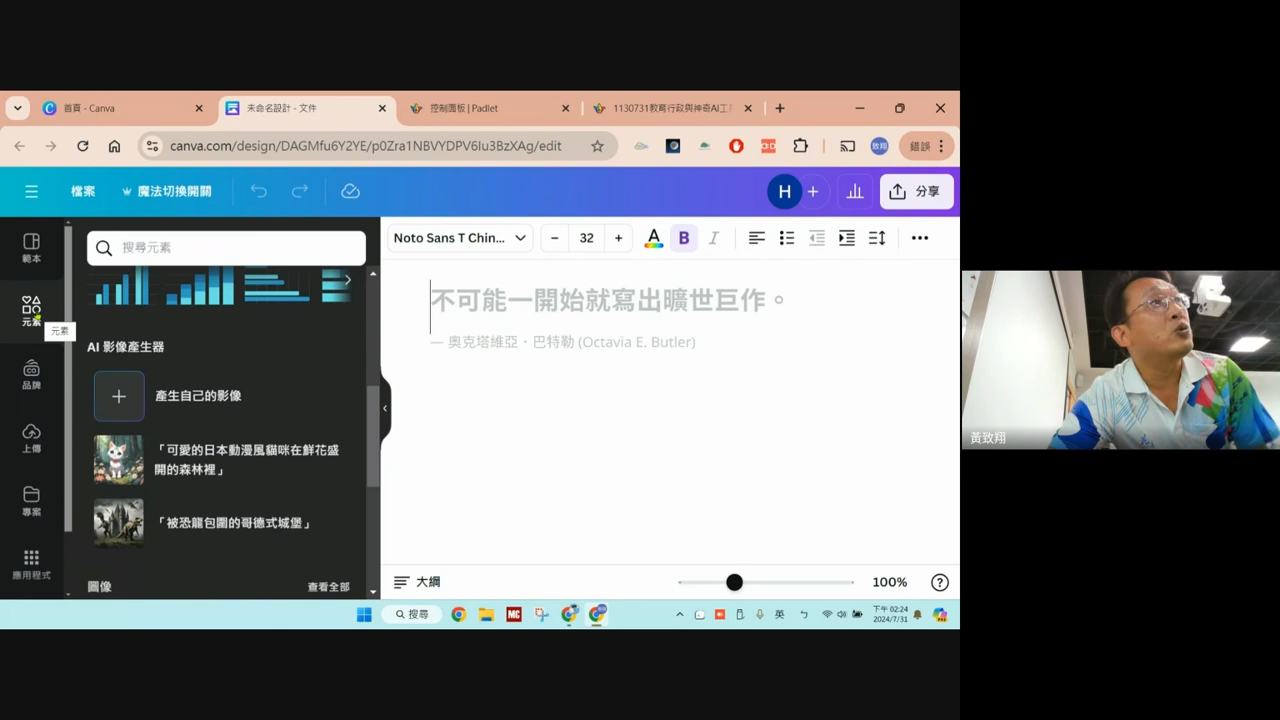 首頁 - Canva
未命名設計 - 文件
控制面板 | Padlet
1130731教育行政與神奇AI工具
canva.com/design/DAGMfu6Y2YE/p0Zra1NBVYDPV6Iu3BzXAg/edit
致翔
錯誤
檔案
魔法切換開關
H
分享
範本
元素
元素
品牌
上傳
專案
應用程式
搜尋元素
AI 影像產生器
產生自己的影像
「可愛的日本動漫風貓咪在鮮花盛
開的森林裡」
「被恐龍包圍的哥德式城堡」
圖像
查看全部
Noto Sans T Chin...
32
A
B
I
不可能一開始就寫出曠世巨作。
— 奧克塔維亞・巴特勒 (Octavia E. Butler)
大綱
100%
搜尋
MC
英
下午 02:24
2024/7/31
黃致翔